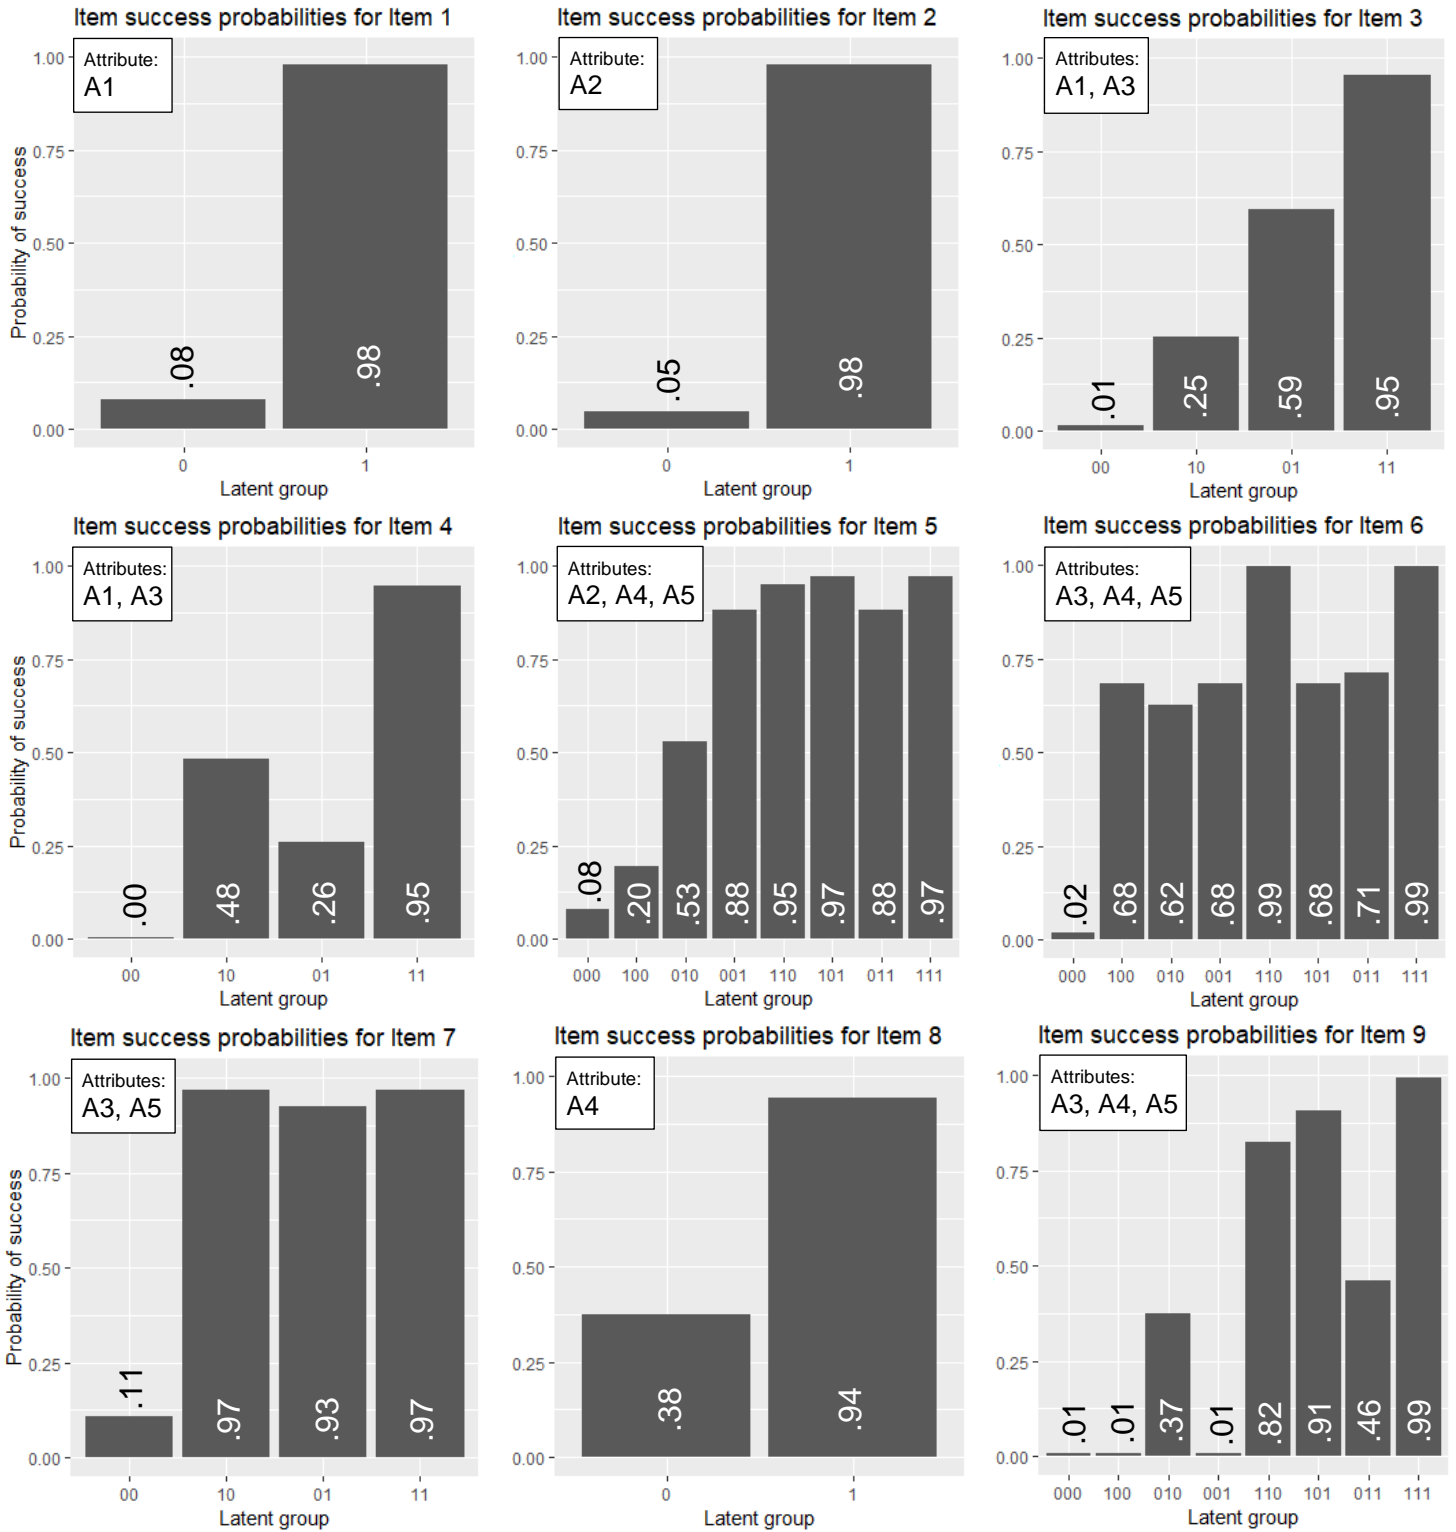 Item success probabilities for Item 1
Attribute:
A1
Probability of success
1.00
0.75
0.50
0.25
0.00
.08
.98
0 1
Latent group
Item success probabilities for Item 2
Attribute:
A2
1.00
0.75
0.50
0.25
0.00
.05
.98
0 1
Latent group
Item success probabilities for Item 3
Attributes:
A1, A3
1.00
0.75
0.50
0.25
0.00
.01
.25
.59
.95
00 10 01 11
Latent group
Item success probabilities for Item 4
Attributes:
A1, A3
Probability of success
1.00
0.75
0.50
0.25
0.00
.00
.48
.26
.95
00 10 01 11
Latent group
Item success probabilities for Item 5
Attributes:
A2, A4, A5
1.00
0.75
0.50
0.25
0.00
.08
.20
.53
.88
.95
.97
.88
.97
000 100 010 001 110 101 011 111
Latent group
Item success probabilities for Item 6
Attributes:
A3, A4, A5
1.00
0.75
0.50
0.25
0.00
.02
.68
.62
.68
.99
.68
.71
.99
000 100 010 001 110 101 011 111
Latent group
Item success probabilities for Item 7
Attributes:
A3, A5
Probability of success
1.00
0.75
0.50
0.25
0.00
.11
.97
.93
.97
00 10 01 11
Latent group
Item success probabilities for Item 8
Attribute:
A4
1.00
0.75
0.50
0.25
0.00
.38
.94
0 1
Latent group
Item success probabilities for Item 9
Attributes:
A3, A4, A5
1.00
0.75
0.50
0.25
0.00
.01
.01
.37
.01
.82
.91
.46
.99
000 100 010 001 110 101 011 111
Latent group